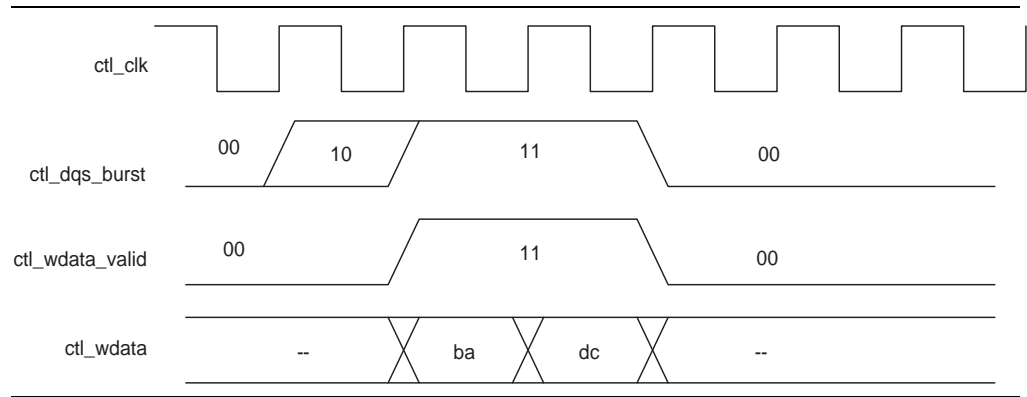 ctl_clk
ctl_dqs_burst 00 10 11 00
ctl_wdata_valid 00 11 00
ctl_wdata -- ba dc --